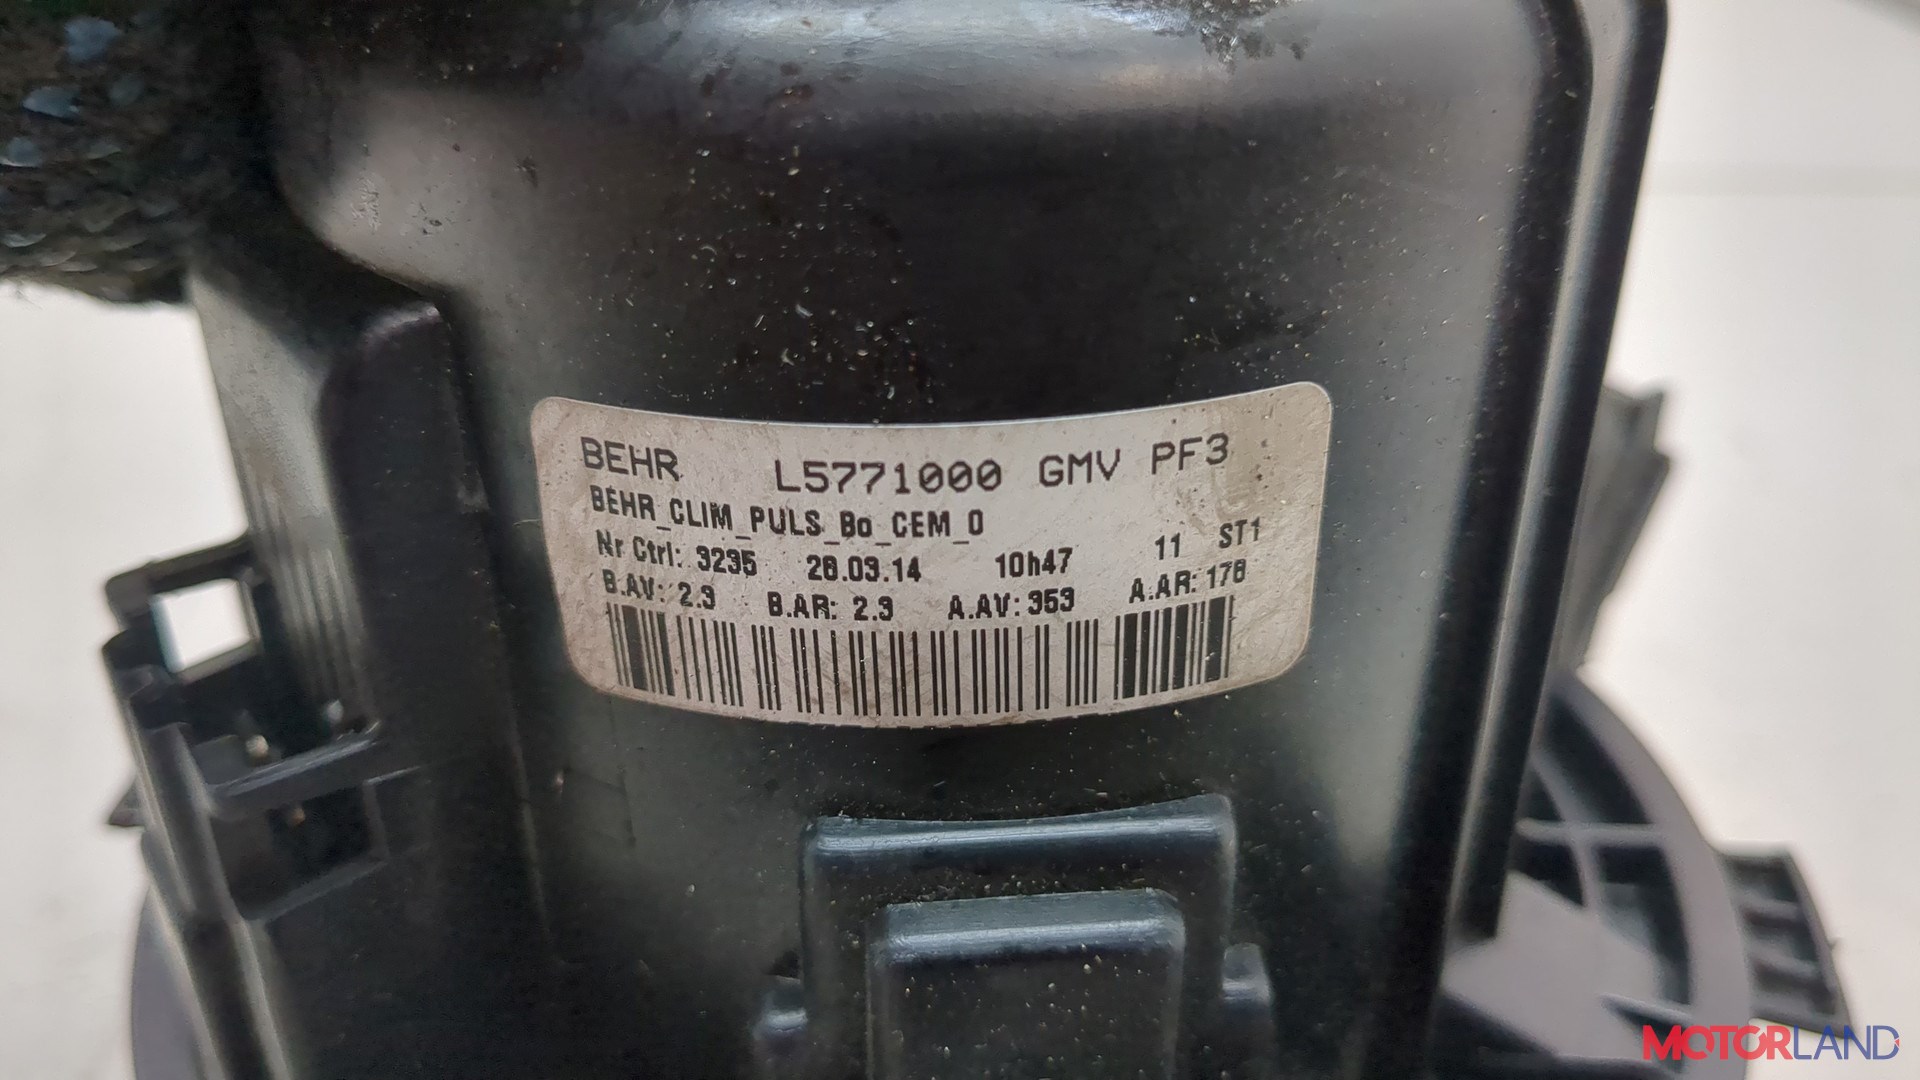 BEHR L5771000 GMV PF3
BEHR_CLIM_PULS_Bo_CEM_0
Nr Ctrl: 3235 28.03.14 10h47 11 ST1
B.AV: 2.3 B.AR: 2.3 A.AV: 353 A.AR: 178
MOTORLAND